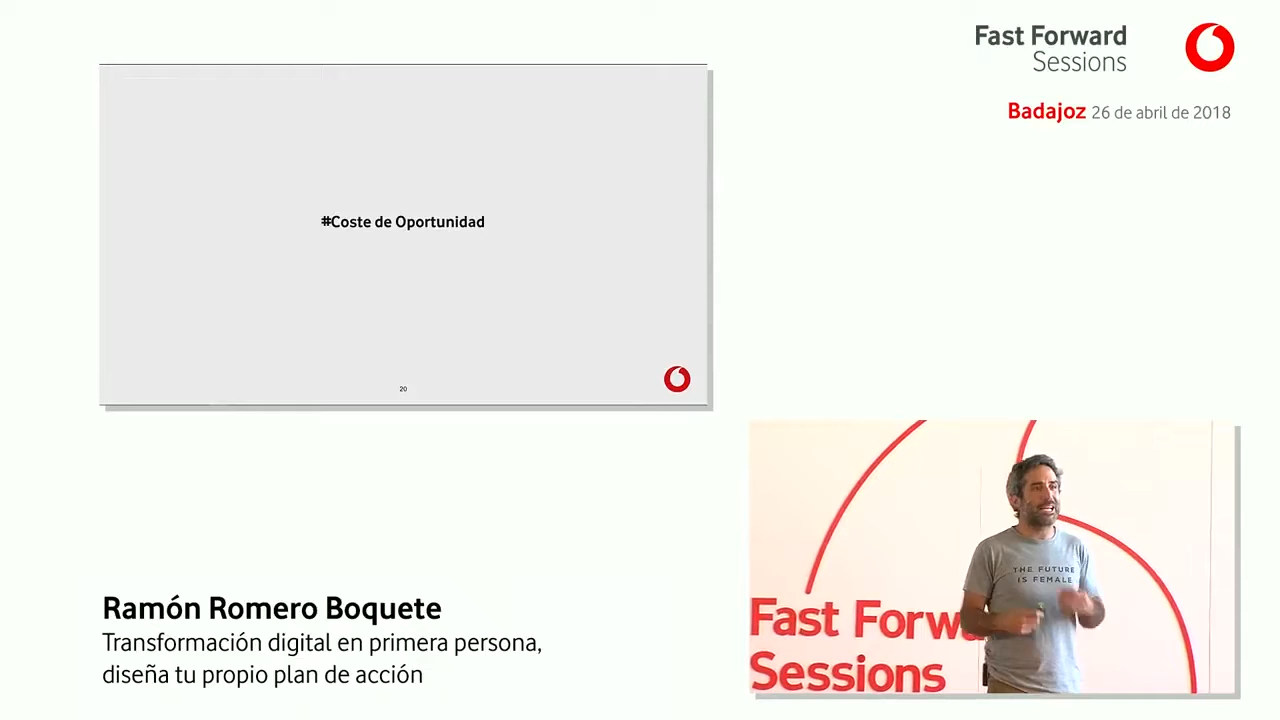 Fast Forward
Sessions
Badajoz 26 de abril de 2018
#Coste de Oportunidad
20
Ramón Romero Boquete
Transformación digital en primera persona,
diseña tu propio plan de acción
THE FUTURE
IS FEMALE
Fast Forwa
Sessions